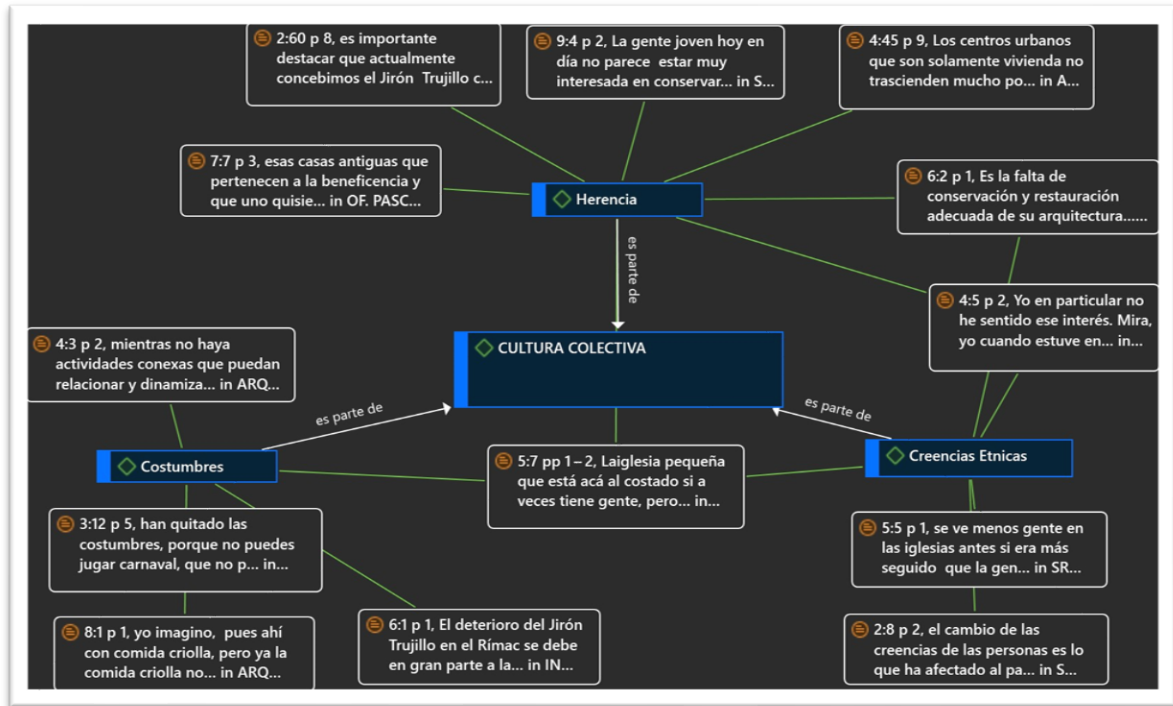 2:60 p 8, es importante
destacar que actualmente
concebimos el Jirón  Trujillo c...
9:4 p 2, La gente joven hoy en
día no parece  estar muy
interesada en conservar... in S...
4:45 p 9, Los centros urbanos
que son solamente vivienda no
trascienden mucho po... in A...
7:7 p 3, esas casas antiguas que
pertenecen a la beneficencia y
que uno quisie... in OF. PASC...
Herencia
6:2 p 1, Es la falta de
conservación y restauración
adecuada de su arquitectura......
es parte de
4:5 p 2, Yo en particular no
he sentido ese interés. Mira,
yo cuando estuve en... in...
4:3 p 2, mientras no haya
actividades conexas que puedan
relacionar y dinamiza... in ARQ...
CULTURA COLECTIVA
es parte de
es parte de
Costumbres
5:7 pp 1–2, Laiglesia pequeña
que está acá al costado si a
veces tiene gente, pero... in...
Creencias Etnicas
3:12 p 5, han quitado las
costumbres, porque no puedes
jugar carnaval, que no p... in...
5:5 p 1, se ve menos gente en
las iglesias antes si era más
seguido  que la gen... in SR...
8:1 p 1, yo imagino,  pues ahí
con comida criolla, pero ya la
comida criolla no... in ARQ...
6:1 p 1, El deterioro del Jirón
Trujillo en el Rímac se debe
en gran parte a la... in IN...
2:8 p 2, el cambio de las
creencias de las personas es lo
que ha afectado al pa... in S...